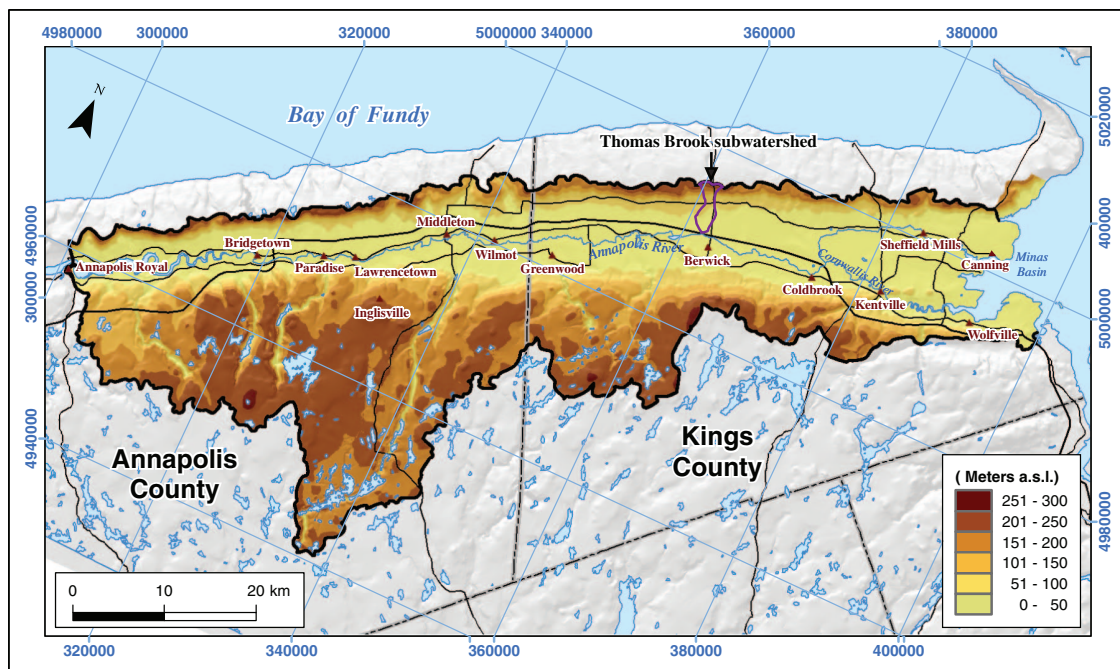 4980000 300000 320000 5000000 340000 360000 380000
5020000
N
Bay of Fundy
Thomas Brook subwatershed
4960000
4000000
Middleton
Bridgetown
Annapolis River
Sheffield Mills
Annapolis Royal
Paradise
Lawrencetown
Wilmot
Greenwood
Berwick
Canning
Minas
Basin
Cornwallis River
Coldbrook
300000
Inglisville
Kentville
5000000
Wolfville
4940000
Annapolis
County
Kings
County
( Meters a.s.l.)
251 - 300
201 - 250
151 - 200
101 - 150
51 - 100
0 - 50
4980000
0 10 20 km
320000 340000 360000 380000 400000